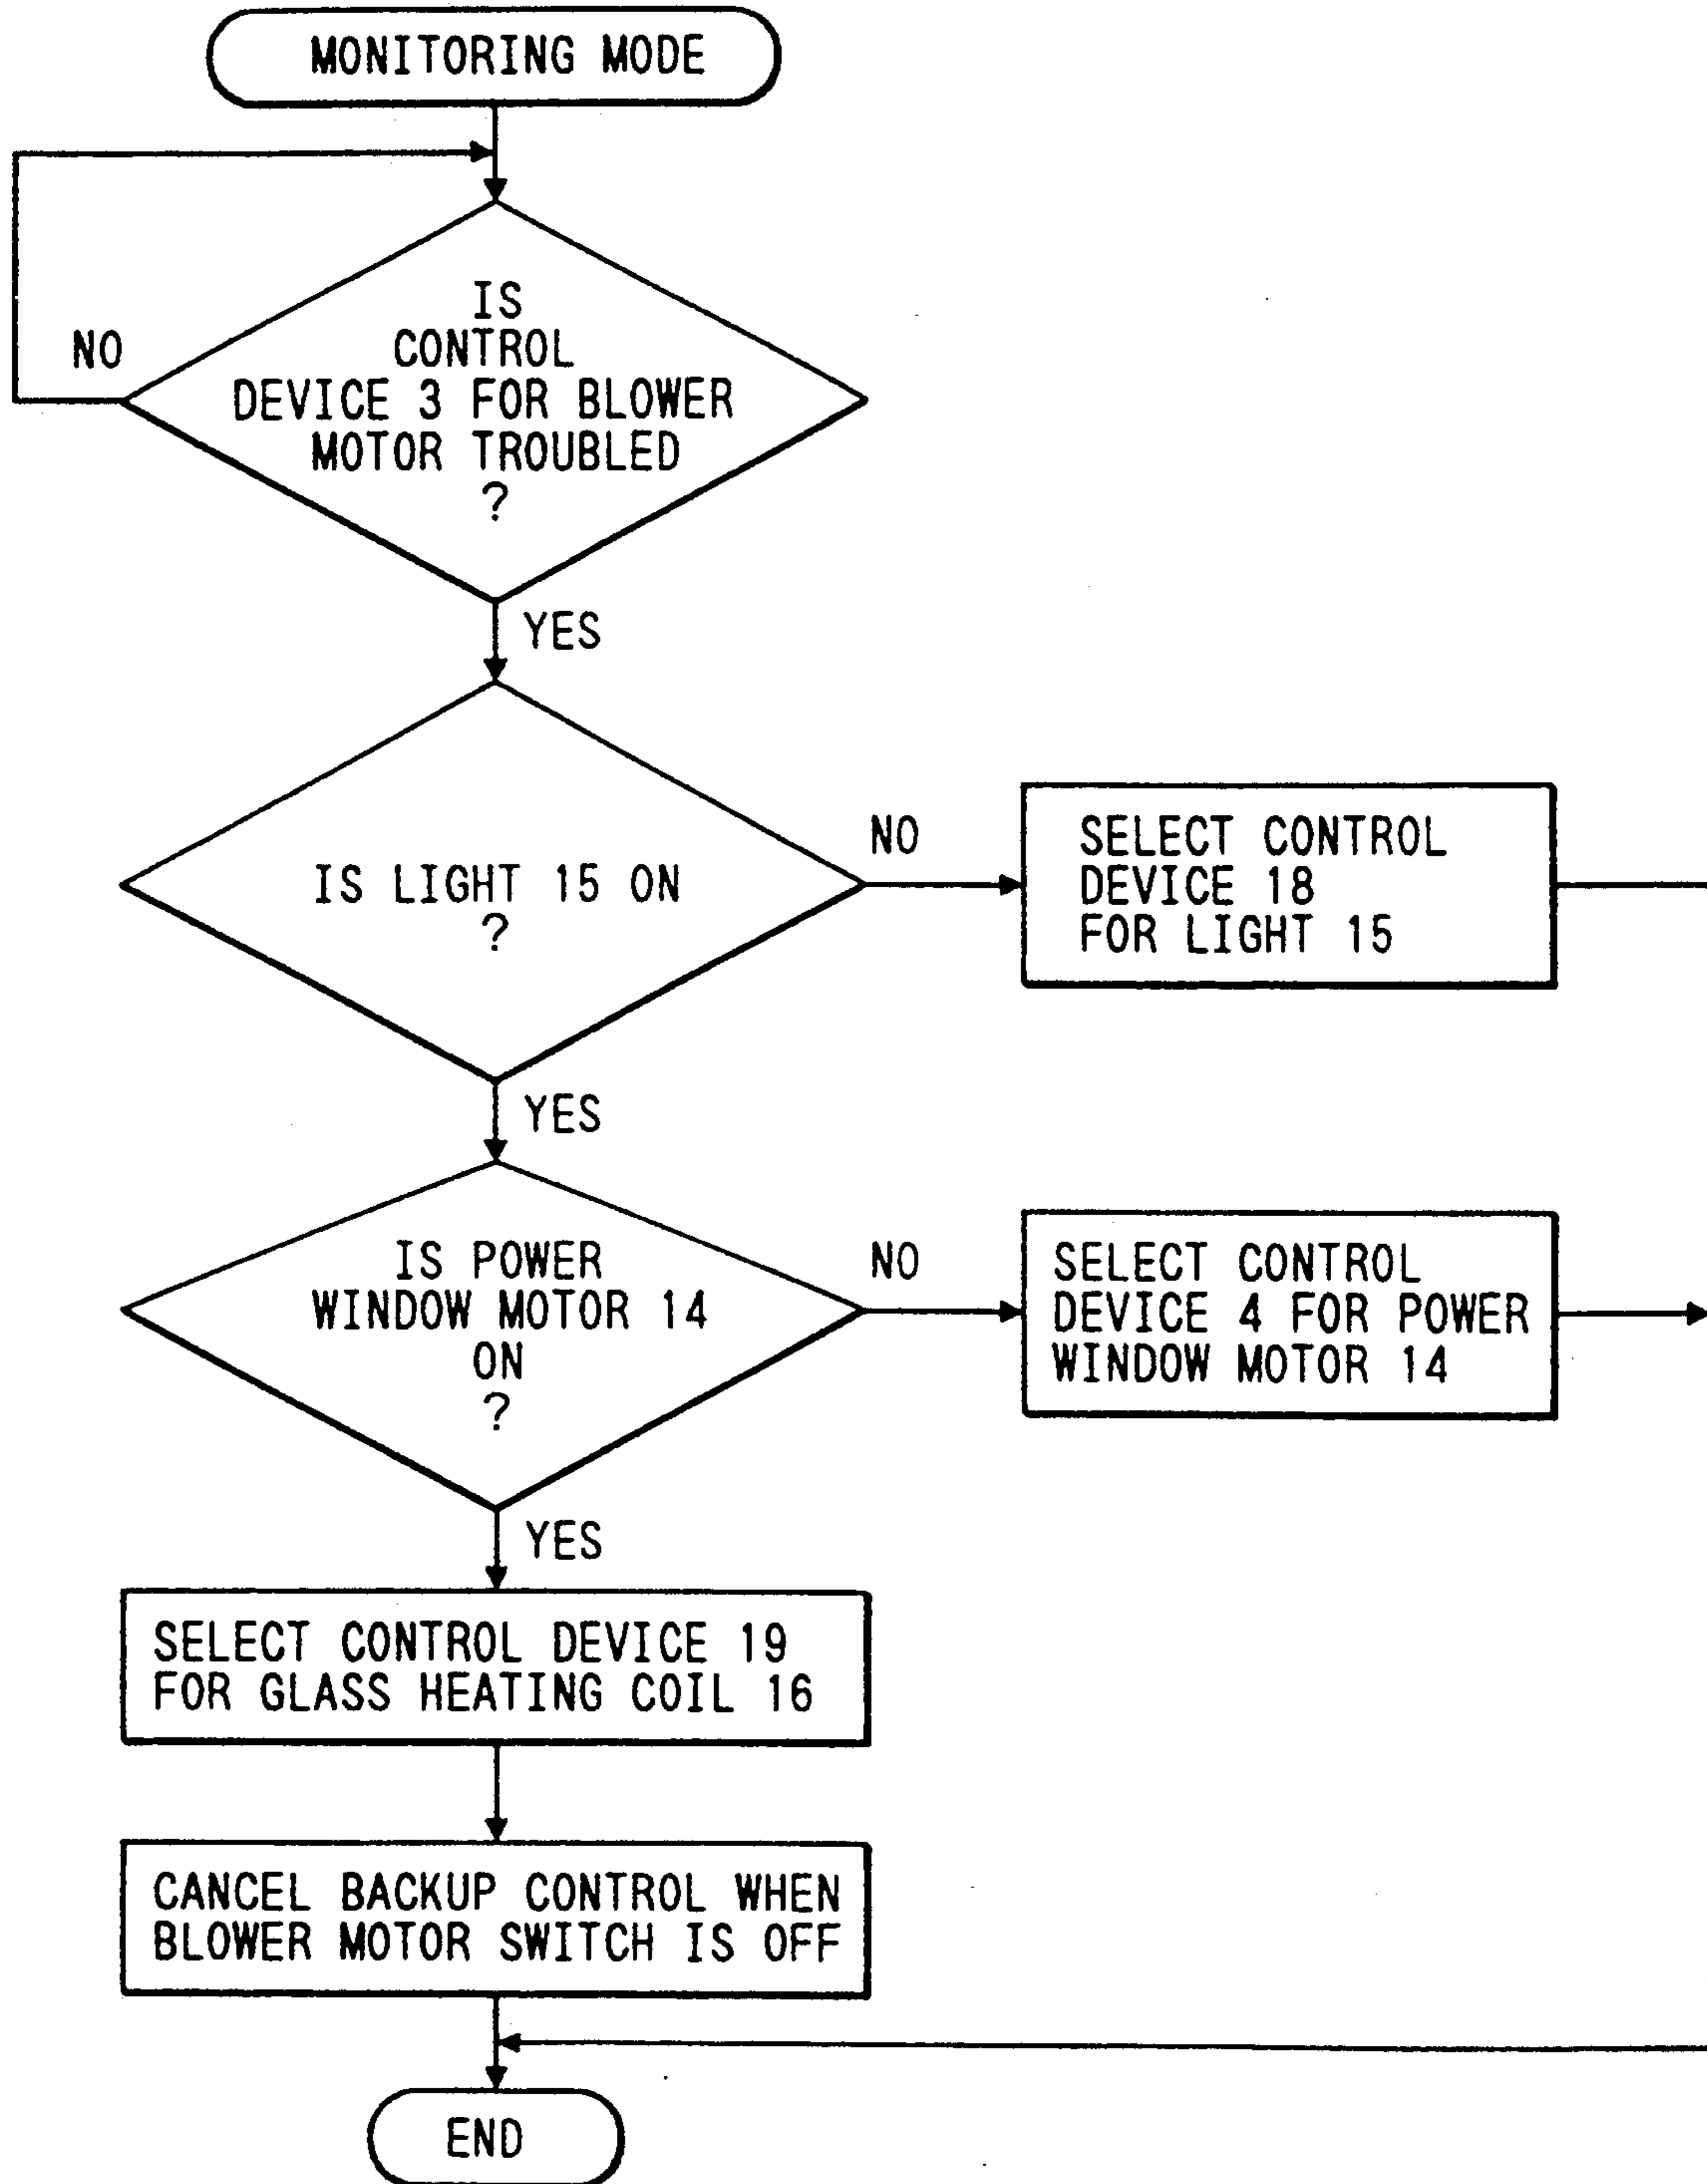 MONITORING MODE
NO
IS
CONTROL
DEVICE 3 FOR BLOWER
MOTOR TROUBLED
?
YES
IS LIGHT 15 ON
?
NO
SELECT CONTROL
DEVICE 18
FOR LIGHT 15
YES
IS POWER
WINDOW MOTOR 14
ON
?
NO
SELECT CONTROL
DEVICE 4 FOR POWER
WINDOW MOTOR 14
YES
SELECT CONTROL DEVICE 19
FOR GLASS HEATING COIL 16
CANCEL BACKUP CONTROL WHEN
BLOWER MOTOR SWITCH IS OFF
END